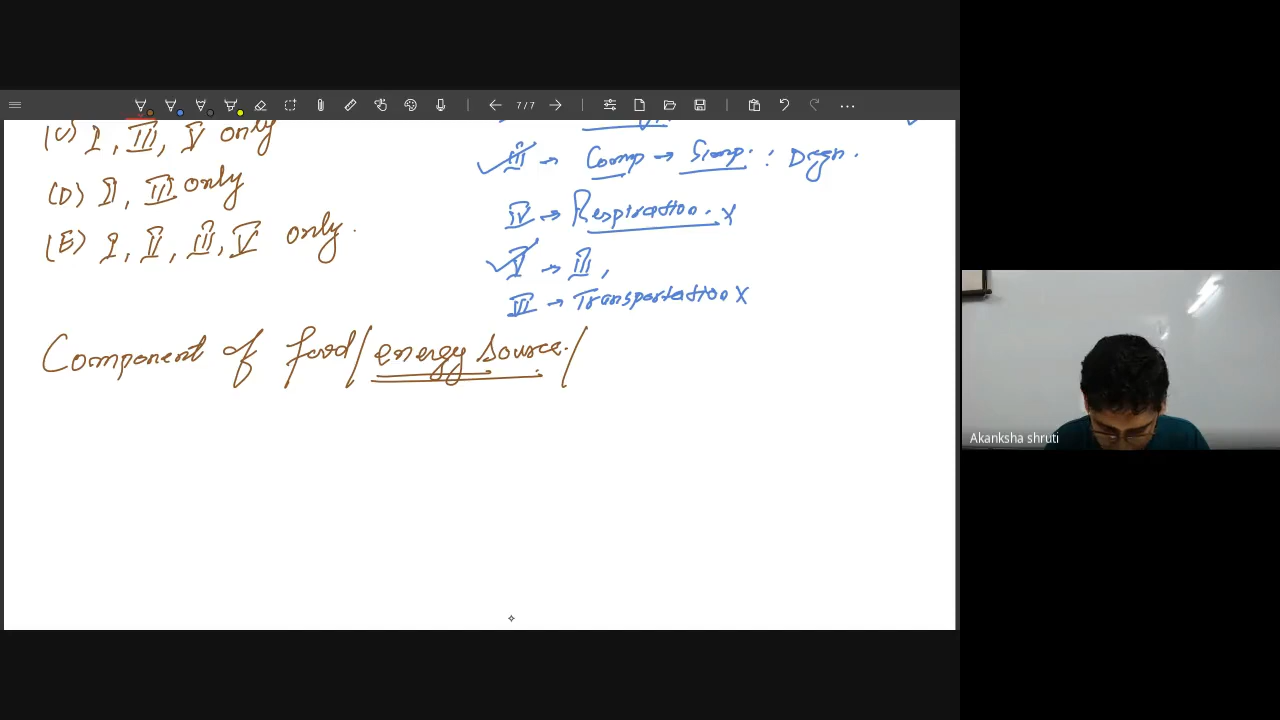 7/7
(C) I, III, V only
III → Comp → Simp. : Degn.
(D) II, III only
IV → Respiration. X
(E) I, II, III, V only.
V → III,
VI → Transportation X
Component of food/energy source./
Akanksha shruti